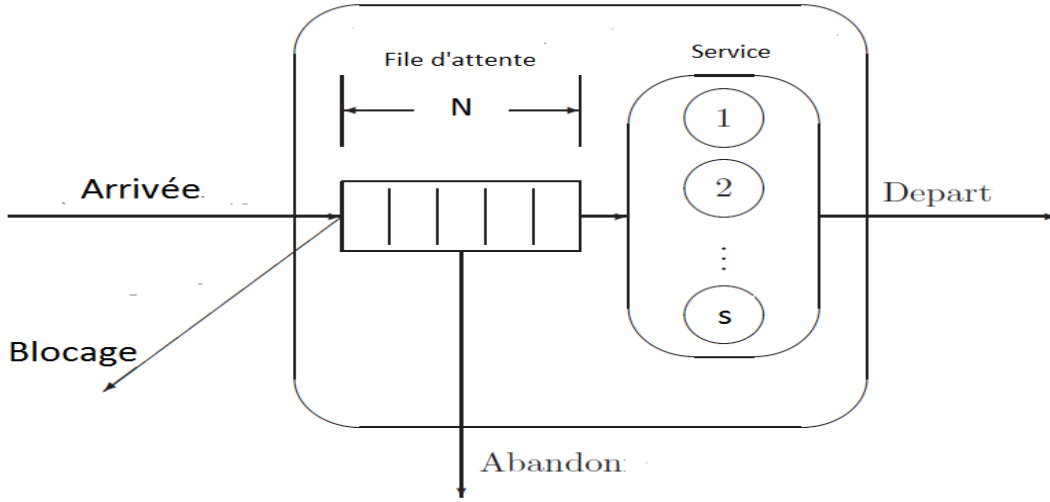 File d'attente
Service
N
1
Arrivée
2
Depart
⋮
s
Blocage
Abandon